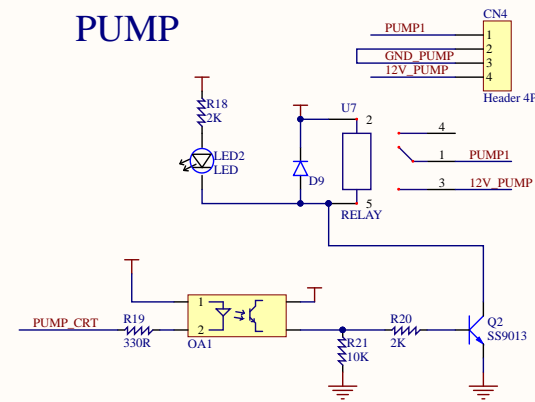 PUMP
CN4
PUMP1 1
2
GND_PUMP 3
12V_PUMP 4
Header 4P
R18
2K
LED2
LED
D9
U7
2
5
RELAY
4
1 PUMP1
3 12V_PUMP
PUMP_CRT
R19
330R
1
2
OA1
R21
10K
R20
2K
Q2
SS9013